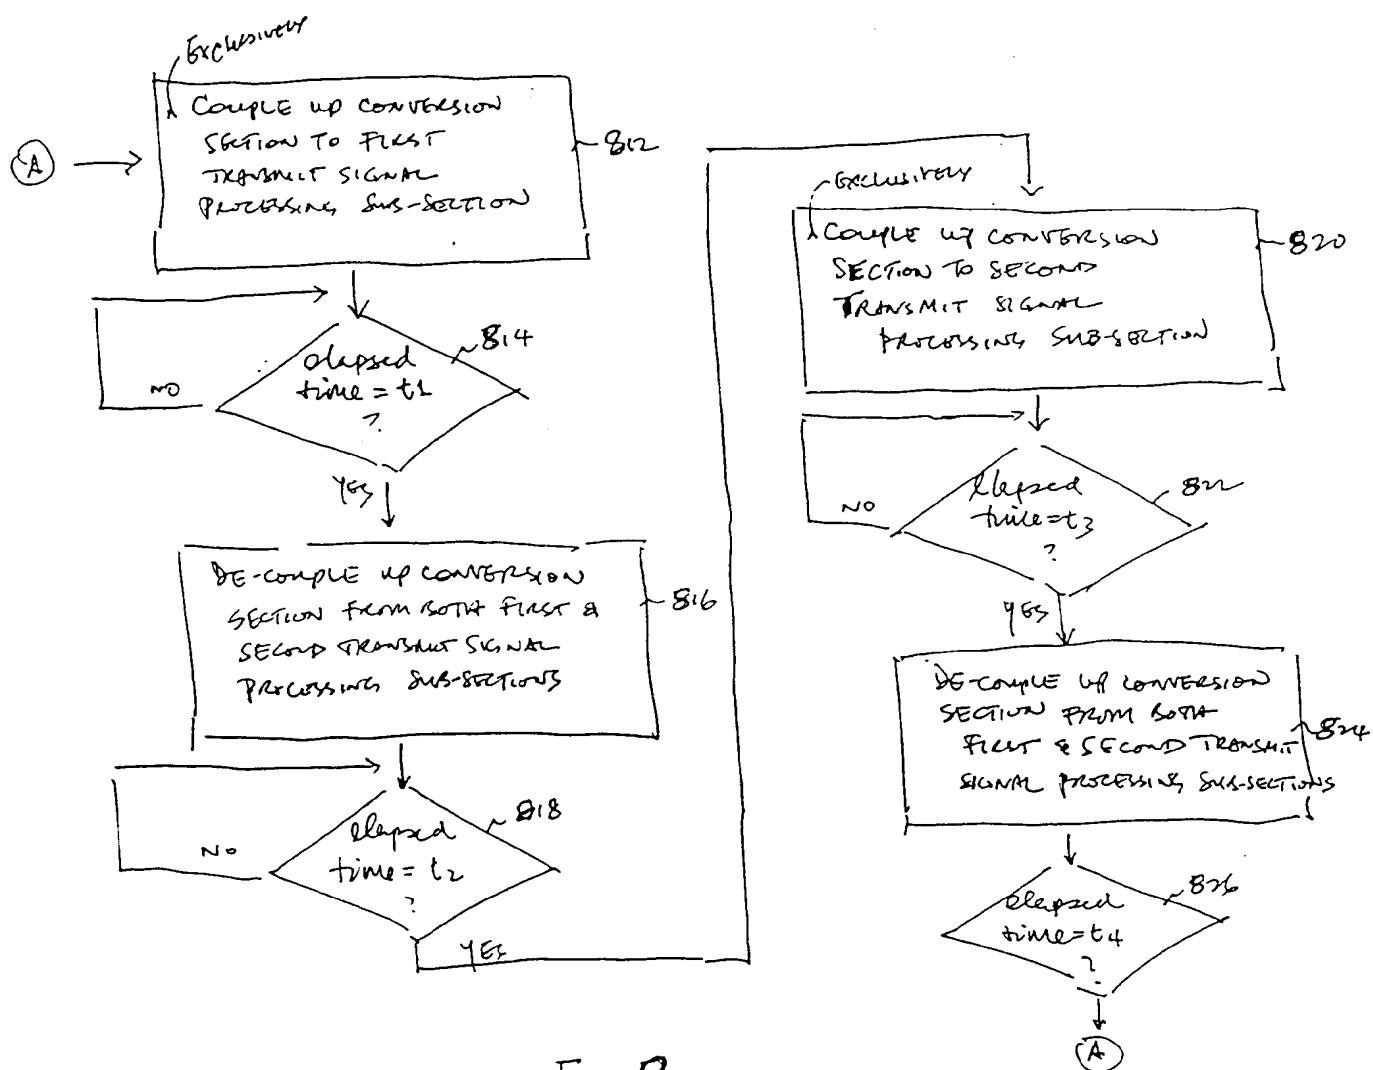 EXCLUSIVELY
A
COUPLE UP CONVERSION
SECTION TO FIRST
TRANSMIT SIGNAL
PROCESSING SUB-SECTION
812
elapsed
time = t1
?
814
NO
YES
DE-COUPLE UP CONVERSION
SECTION FROM BOTH FIRST &
SECOND TRANSMIT SIGNAL
PROCESSING SUB-SECTIONS
816
elapsed
time = t2
?
818
NO
YES
EXCLUSIVELY
COUPLE UP CONVERSION
SECTION TO SECOND
TRANSMIT SIGNAL
PROCESSING SUB-SECTION
820
elapsed
time = t3
?
822
NO
YES
DE-COUPLE UP CONVERSION
SECTION FROM BOTH
FIRST & SECOND TRANSMIT
SIGNAL PROCESSING SUB-SECTIONS
824
elapsed
time = t4
?
826
A